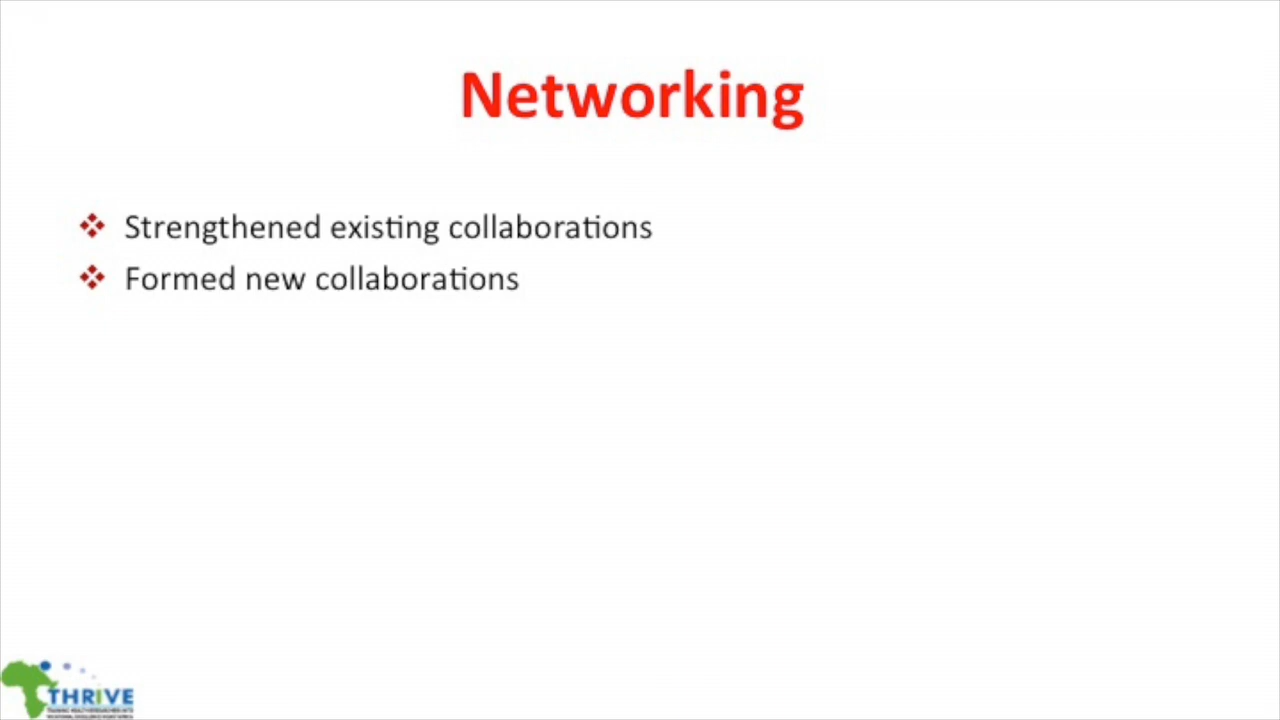 Networking
Strengthened existing collaborations
Formed new collaborations
THRiVE